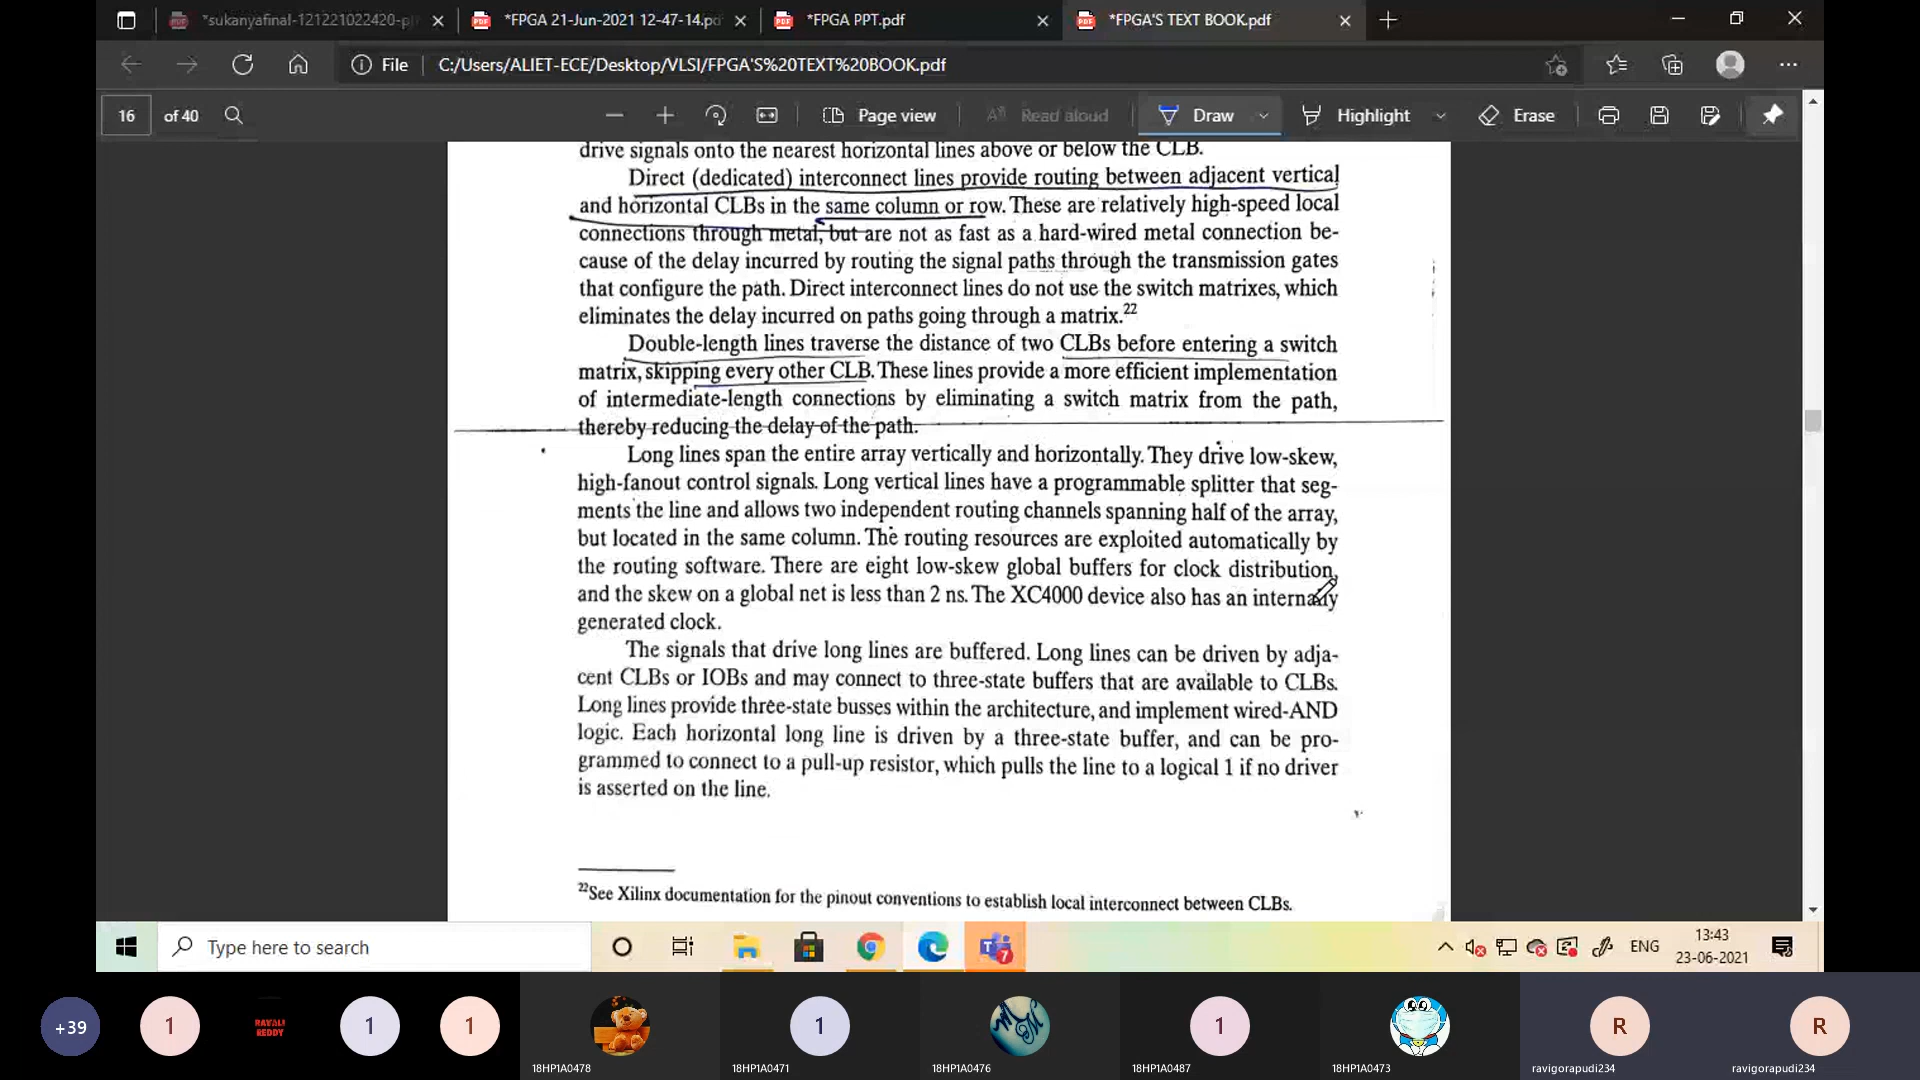 *sukanyafinal-121221022420-p
*FPGA 21-Jun-2021 12-47-14.pd
*FPGA PPT.pdf
*FPGA'S TEXT BOOK.pdf
File
C:/Users/ALIET-ECE/Desktop/VLSI/FPGA'S%20TEXT%20BOOK.pdf
16 of 40
Page view
Read aloud
Draw
Highlight
Erase
drive signals onto the nearest horizontal lines above or below the CLB.
Direct (dedicated) interconnect lines provide routing between adjacent vertical
and horizontal CLBs in the same column or row. These are relatively high-speed local
connections through metal, but are not as fast as a hard-wired metal connection be-
cause of the delay incurred by routing the signal paths through the transmission gates
that configure the path. Direct interconnect lines do not use the switch matrixes, which
eliminates the delay incurred on paths going through a matrix.22
Double-length lines traverse the distance of two CLBs before entering a switch
matrix, skipping every other CLB. These lines provide a more efficient implementation
of intermediate-length connections by eliminating a switch matrix from the path,
thereby reducing the delay of the path.
Long lines span the entire array vertically and horizontally. They drive low-skew,
high-fanout control signals. Long vertical lines have a programmable splitter that seg-
ments the line and allows two independent routing channels spanning half of the array,
but located in the same column. The routing resources are exploited automatically by
the routing software. There are eight low-skew global buffers for clock distribution,
and the skew on a global net is less than 2 ns. The XC4000 device also has an internally
generated clock.
The signals that drive long lines are buffered. Long lines can be driven by adja-
cent CLBs or IOBs and may connect to three-state buffers that are available to CLBs.
Long lines provide three-state busses within the architecture, and implement wired-AND
logic. Each horizontal long line is driven by a three-state buffer, and can be pro-
grammed to connect to a pull-up resistor, which pulls the line to a logical 1 if no driver
is asserted on the line.
22See Xilinx documentation for the pinout conventions to establish local interconnect between CLBs.
Type here to search
7
ENG
13:43
23-06-2021
+39
1
RAVALI
REDDY
1
1
1
1
R
R
18HP1A0478
18HP1A0471
18HP1A0476
18HP1A0487
18HP1A0473
ravigorapudi234
ravigorapudi234